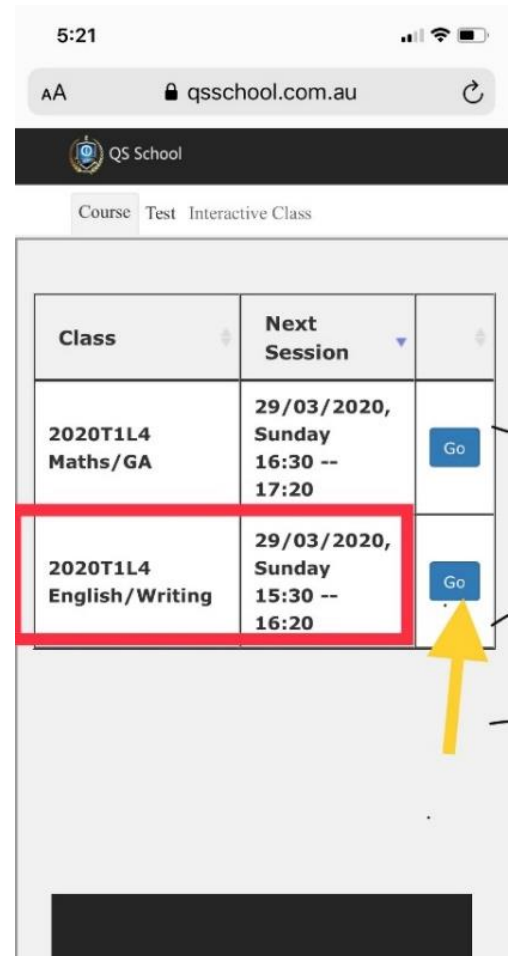 5:21
AA qsschool.com.au
QS School
Course Test Interactive Class
Class
Next
Session
2020T1L4
Maths/GA
29/03/2020,
Sunday
16:30 --
17:20
Go
2020T1L4
English/Writing
29/03/2020,
Sunday
15:30 --
16:20
Go